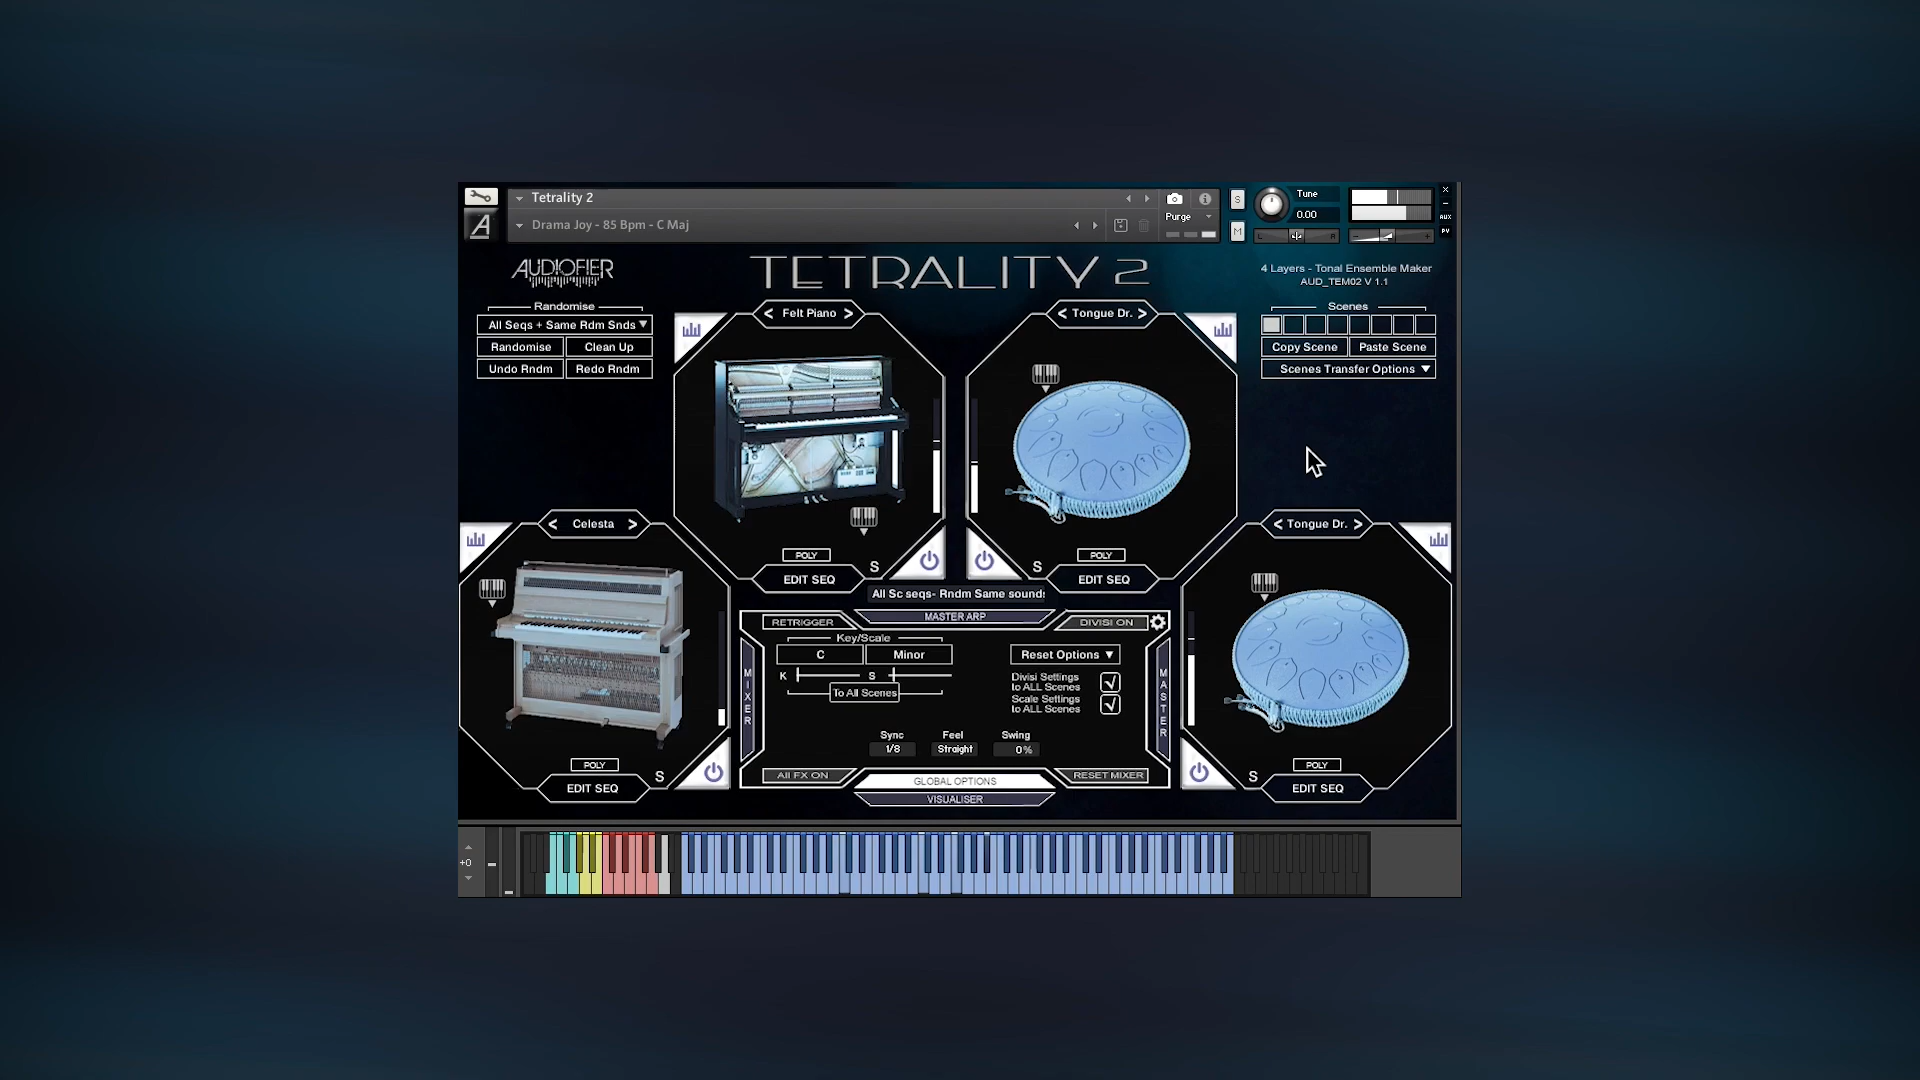 Tetrality 2
Drama Joy - 85 Bpm - C Maj
Purge
S
M
Tune
0.00
L
R
x
-
AUX
PV
A
AUDIOFIER
TETRALITY 2
4 Layers - Tonal Ensemble Maker
AUD_TEM02 V 1.1
Randomise
All Seqs + Same Rdm Snds
Randomise
Clean Up
Undo Rndm
Redo Rndm
< Felt Piano >
< Tongue Dr. >
Scenes
Copy Scene
Paste Scene
Scenes Transfer Options
POLY
S
EDIT SEQ
POLY
S
EDIT SEQ
< Celesta >
< Tongue Dr. >
All Sc seqs- Rndm Same sounds
RETRIGGER
MASTER ARP
DIVISI ON
Key/Scale
C
Minor
K
S
To All Scenes
Reset Options
Divisi Settings
to ALL Scenes
Scale Settings
to ALL Scenes
MIXER
MASTER
Sync
Feel
Swing
1/8
Straight
0%
All FX ON
GLOBAL OPTIONS
RESET MIXER
VISUALISER
POLY
S
EDIT SEQ
S
POLY
EDIT SEQ
+0